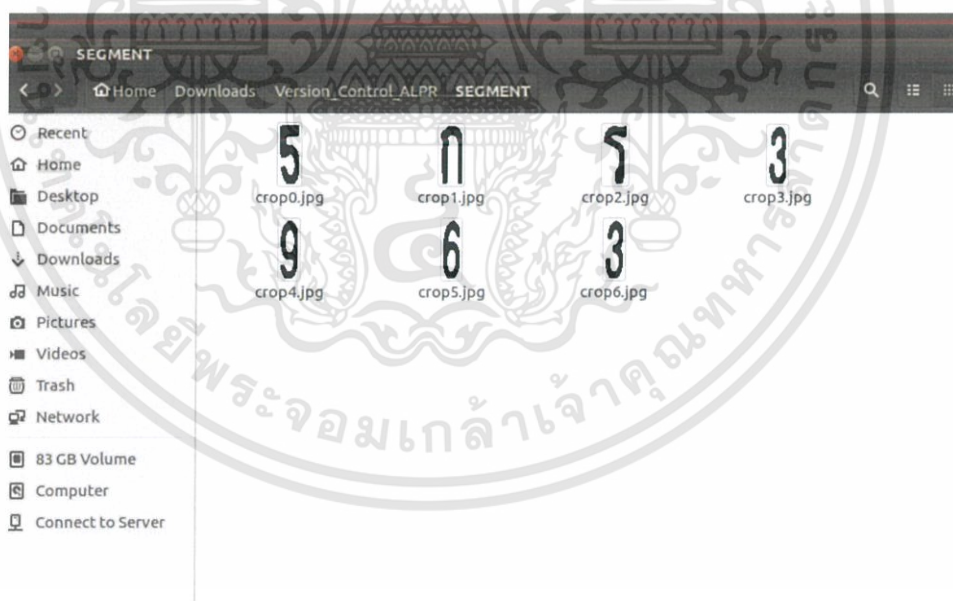 SEGMENT
Home Downloads Version_Control_ALPR SEGMENT
Recent
Home
Desktop
Documents
Downloads
Music
Pictures
Videos
Trash
Network
83 GB Volume
Computer
Connect to Server
5 ก ร 3
crop0.jpg crop1.jpg crop2.jpg crop3.jpg
9 6 3
crop4.jpg crop5.jpg crop6.jpg
พระจอมเกล้าเจ้าคุณทหาร